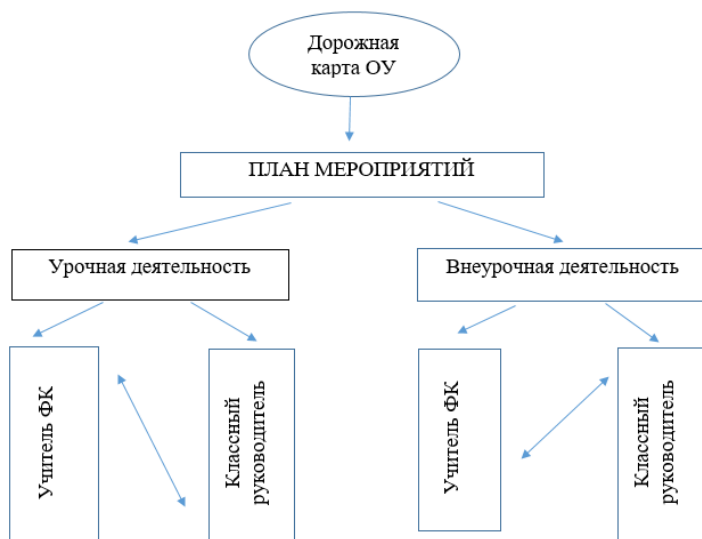 Дорожная
карта ОУ
ПЛАН МЕРОПРИЯТИЙ
Урочная деятельность
Внеурочная деятельность
Учитель ФК
Классный
руководитель
Учитель ФК
Классный
руководитель